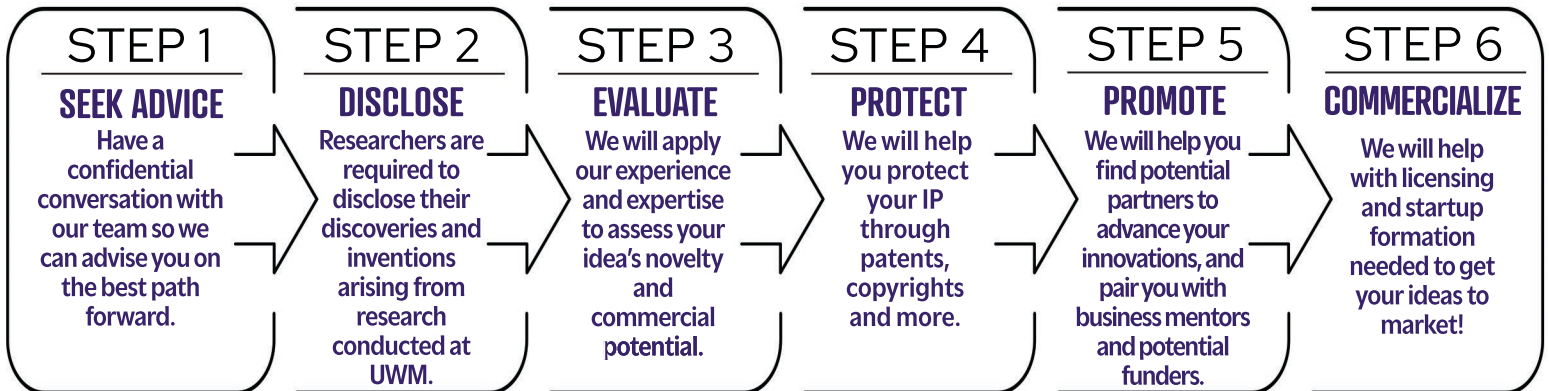 STEP 1
SEEK ADVICE
Have a
confidential
conversation with
our team so we
can advise you on
the best path
forward.
STEP 2
DISCLOSE
Researchers are
required to
disclose their
discoveries and
inventions
arising from
research
conducted at
UWM.
STEP 3
EVALUATE
We will apply
our experience
and expertise
to assess your
idea's novelty
and
commercial
potential.
STEP 4
PROTECT
We will help
you protect
your IP
through
patents,
copyrights
and more.
STEP 5
PROMOTE
We will help you
find potential
partners to
advance your
innovations, and
pair you with
business mentors
and potential
funders.
STEP 6
COMMERCIALIZE
We will help
with licensing
and startup
formation
needed to get
your ideas to
market!